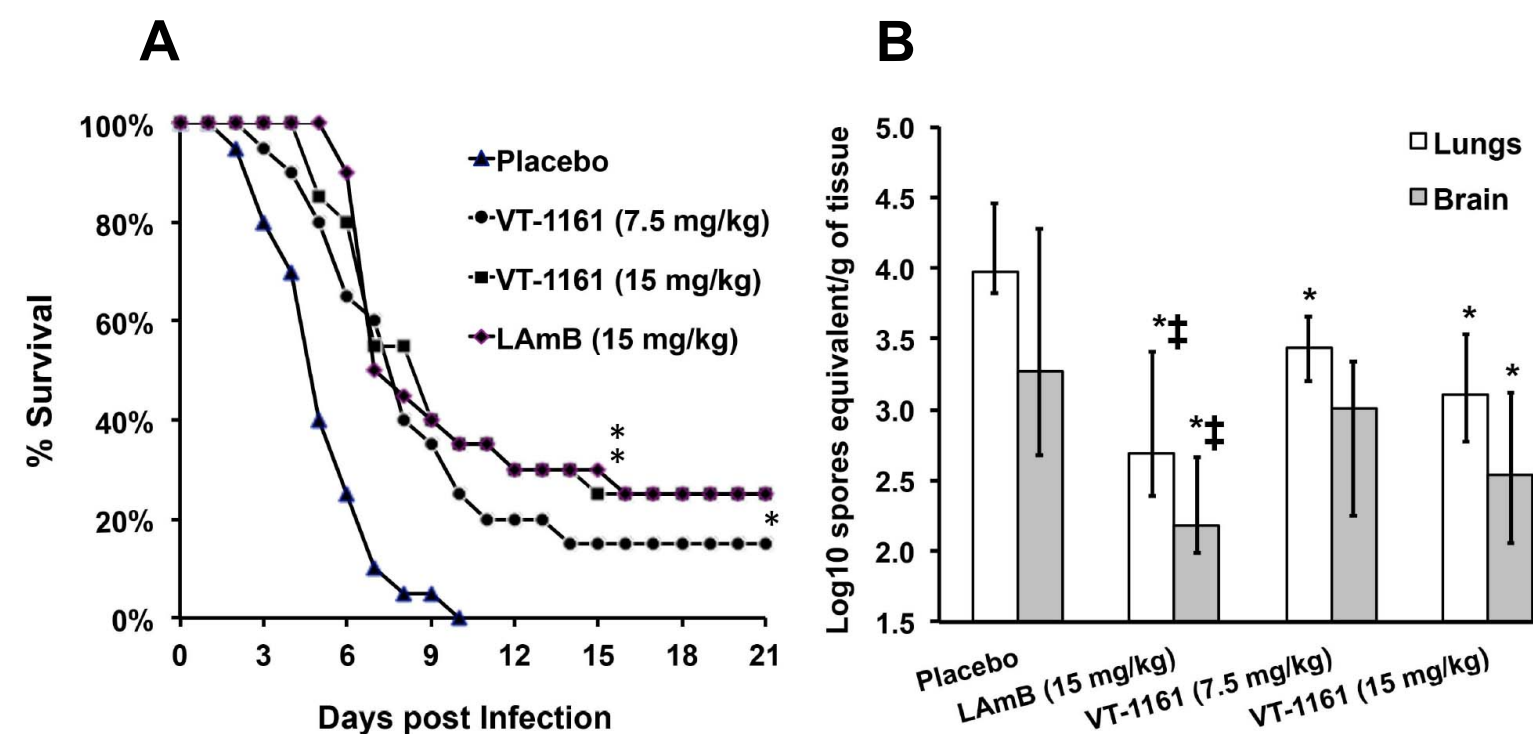 A
100%
80%
60%
40%
20%
0%
% Survival
Placebo
VT-1161 (7.5 mg/kg)
VT-1161 (15 mg/kg)
LAmB (15 mg/kg)
*
*
*
0 3 6 9 12 15 18 21
Days post Infection
B
Log10 spores equivalent/g of tissue
5.0
4.5
4.0
3.5
3.0
2.5
2.0
1.5
Lungs
Brain
*‡
*‡
*
*
*
Placebo
LAmB (15 mg/kg)
VT-1161 (7.5 mg/kg)
VT-1161 (15 mg/kg)